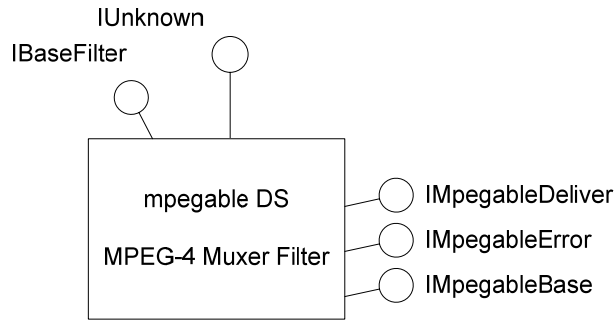 IUnknown
IBaseFilter
mpegable DS
MPEG-4 Muxer Filter
IMpegableDeliver
IMpegableError
IMpegableBase